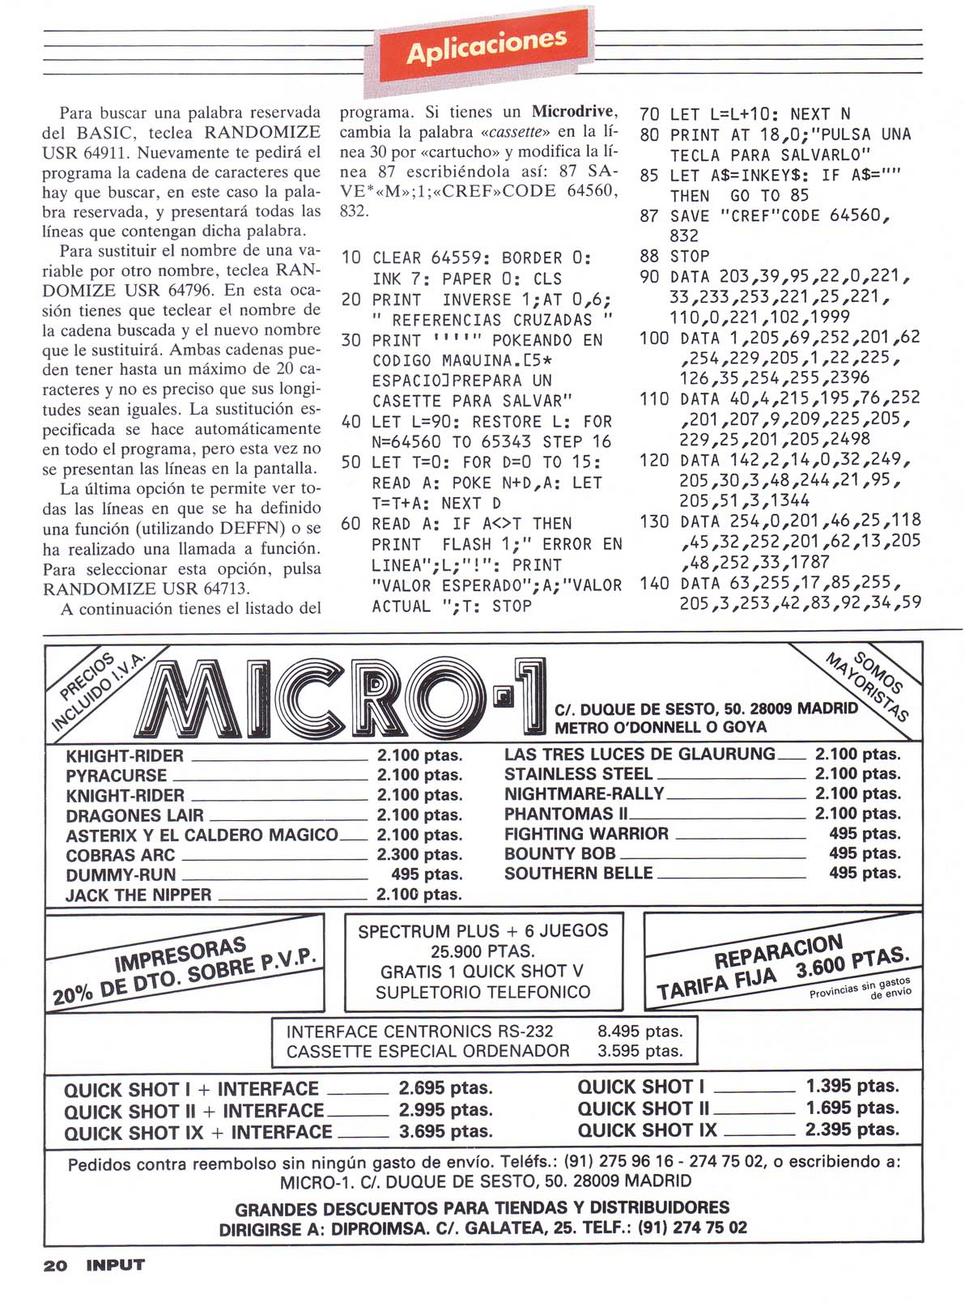 Aplicaciones
Para buscar una palabra reservada
del BASIC, teclea RANDOMIZE
USR 64911. Nuevamente te pedirá el
programa la cadena de caracteres que
hay que buscar, en este caso la pala-
bra reservada, y presentará todas las
líneas que contengan dicha palabra.
Para sustituir el nombre de una va-
riable por otro nombre, teclea RAN-
DOMIZE USR 64796. En esta oca-
sión tienes que teclear el nombre de
la cadena buscada y el nuevo nombre
que le sustituirá. Ambas cadenas pue-
den tener hasta un máximo de 20 ca-
racteres y no es preciso que sus longi-
tudes sean iguales. La sustitución es-
pecificada se hace automáticamente
en todo el programa, pero esta vez no
se presentan las líneas en la pantalla.
La última opción te permite ver to-
das las líneas en que se ha definido
una función (utilizando DEFFN) o se
ha realizado una llamada a función.
Para seleccionar esta opción, pulsa
RANDOMIZE USR 64713.
A continuación tienes el listado del
programa. Si tienes un Microdrive,
cambia la palabra «cassette» en la lí-
nea 30 por «cartucho» y modifica la lí-
nea 87 escribiéndola así: 87 SA-
VE*«M»;1;«CREF»CODE 64560,
832.
10 CLEAR 64559: BORDER 0:
INK 7: PAPER 0: CLS
20 PRINT INVERSE 1;AT 0,6;
" REFERENCIAS CRUZADAS "
30 PRINT ''''" POKEANDO EN
CODIGO MAQUINA.[5*
ESPACIO]PREPARA UN
CASETTE PARA SALVAR"
40 LET L=90: RESTORE L: FOR
N=64560 TO 65343 STEP 16
50 LET T=0: FOR D=0 TO 15:
READ A: POKE N+D,A: LET
T=T+A: NEXT D
60 READ A: IF A<>T THEN
PRINT FLASH 1;" ERROR EN
LINEA";L;"!": PRINT
"VALOR ESPERADO";A;"VALOR
ACTUAL ";T: STOP
70 LET L=L+10: NEXT N
80 PRINT AT 18,0;"PULSA UNA
TECLA PARA SALVARLO"
85 LET A$=INKEY$: IF A$=""
THEN GO TO 85
87 SAVE "CREF"CODE 64560,
832
88 STOP
90 DATA 203,39,95,22,0,221,
33,233,253,221,25,221,
110,0,221,102,1999
100 DATA 1,205,69,252,201,62
,254,229,205,1,22,225,
126,35,254,255,2396
110 DATA 40,4,215,195,76,252
,201,207,9,209,225,205,
229,25,201,205,2498
120 DATA 142,2,14,0,32,249,
205,30,3,48,244,21,95,
205,51,3,1344
130 DATA 254,0,201,46,25,118
,45,32,252,201,62,13,205
,48,252,33,1787
140 DATA 63,255,17,85,255,
205,3,253,42,83,92,34,59
PRECIOS
INCLUIDO I.V.A.
MICRO-1
SOMOS
MAYORISTAS
C/. DUQUE DE SESTO, 50. 28009 MADRID
METRO O'DONNELL O GOYA
KHIGHT-RIDER 2.100 ptas.
PYRACURSE 2.100 ptas.
KNIGHT-RIDER 2.100 ptas.
DRAGONES LAIR 2.100 ptas.
ASTERIX Y EL CALDERO MAGICO 2.100 ptas.
COBRAS ARC 2.300 ptas.
DUMMY-RUN 495 ptas.
JACK THE NIPPER 2.100 ptas.
LAS TRES LUCES DE GLAURUNG 2.100 ptas.
STAINLESS STEEL 2.100 ptas.
NIGHTMARE-RALLY 2.100 ptas.
PHANTOMAS II 2.100 ptas.
FIGHTING WARRIOR 495 ptas.
BOUNTY BOB 495 ptas.
SOUTHERN BELLE 495 ptas.
IMPRESORAS
20% DE DTO. SOBRE P.V.P.
SPECTRUM PLUS + 6 JUEGOS
25.900 PTAS.
GRATIS 1 QUICK SHOT V
SUPLETORIO TELEFONICO
REPARACION
TARIFA FIJA 3.600 PTAS.
Provincias sin gastos
de envío
INTERFACE CENTRONICS RS-232 8.495 ptas.
CASSETTE ESPECIAL ORDENADOR 3.595 ptas.
QUICK SHOT I + INTERFACE 2.695 ptas.
QUICK SHOT II + INTERFACE 2.995 ptas.
QUICK SHOT IX + INTERFACE 3.695 ptas.
QUICK SHOT I 1.395 ptas.
QUICK SHOT II 1.695 ptas.
QUICK SHOT IX 2.395 ptas.
Pedidos contra reembolso sin ningún gasto de envío. Teléfs.: (91) 275 96 16 - 274 75 02, o escribiendo a:
MICRO-1. C/. DUQUE DE SESTO, 50. 28009 MADRID
GRANDES DESCUENTOS PARA TIENDAS Y DISTRIBUIDORES
DIRIGIRSE A: DIPROIMSA. C/. GALATEA, 25. TELF.: (91) 274 75 02
20 INPUT